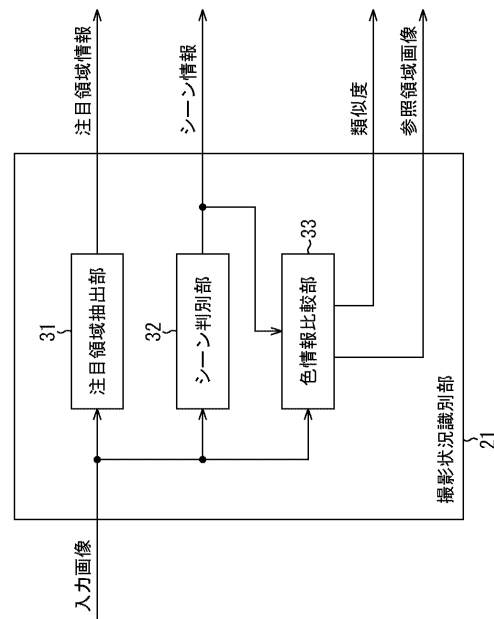 入力画像
撮影状況識別部
21
注目領域抽出部
31
シーン判別部
32
色情報比較部
33
注目領域情報
シーン情報
類似度
参照領域画像